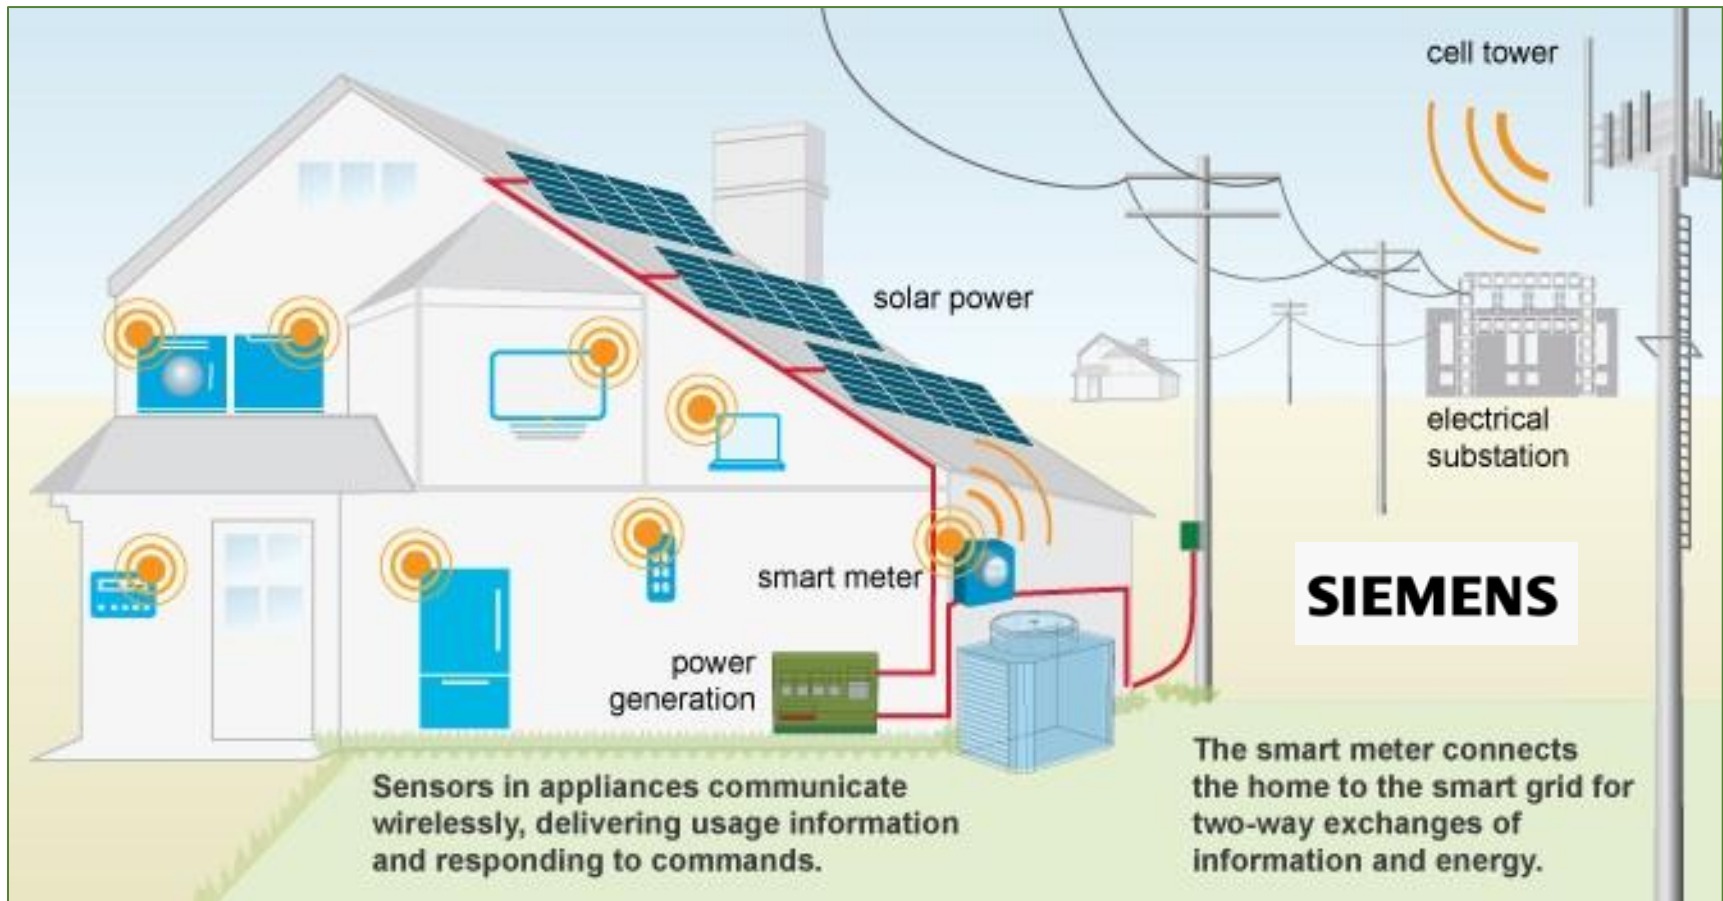 cell tower
solar power
electrical
substation
smart meter
SIEMENS
power
generation
The smart meter connects
the home to the smart grid for
two-way exchanges of
information and energy.
Sensors in appliances communicate
wirelessly, delivering usage information
and responding to commands.